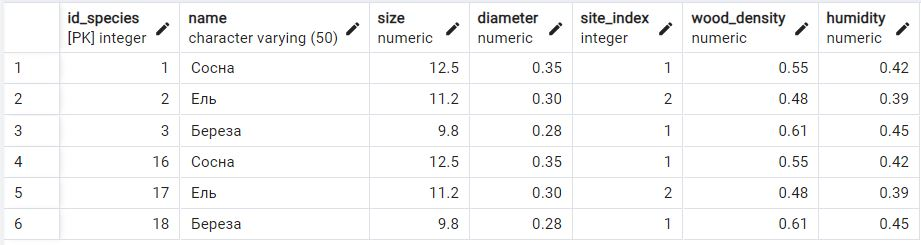 id_species name size diameter site_index wood_density humidity
[PK] integer character varying (50) numeric numeric integer numeric numeric
1 1 Сосна 12.5 0.35 1 0.55 0.42
2 2 Ель 11.2 0.30 2 0.48 0.39
3 3 Береза 9.8 0.28 1 0.61 0.45
4 16 Сосна 12.5 0.35 1 0.55 0.42
5 17 Ель 11.2 0.30 2 0.48 0.39
6 18 Береза 9.8 0.28 1 0.61 0.45